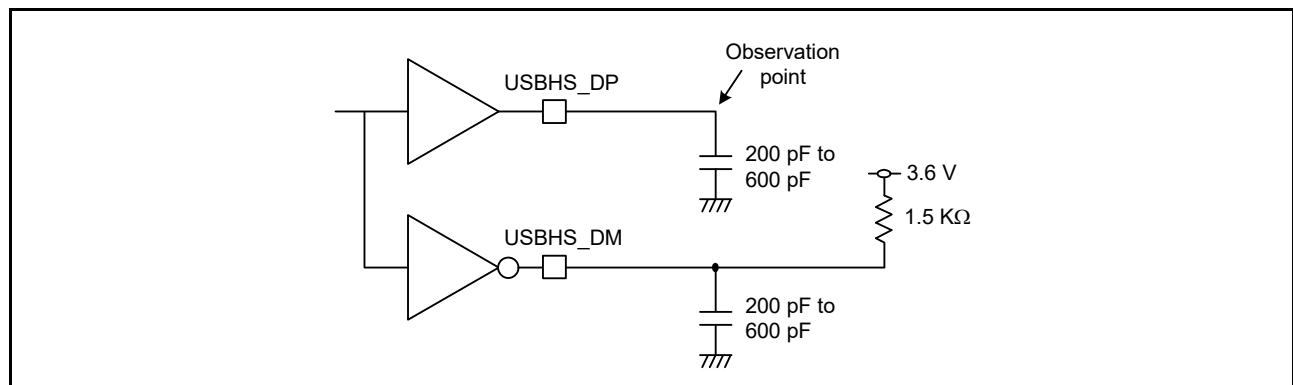 Observation
point
USBHS_DP
200 pF to
600 pF
3.6 V
1.5 KΩ
USBHS_DM
200 pF to
600 pF